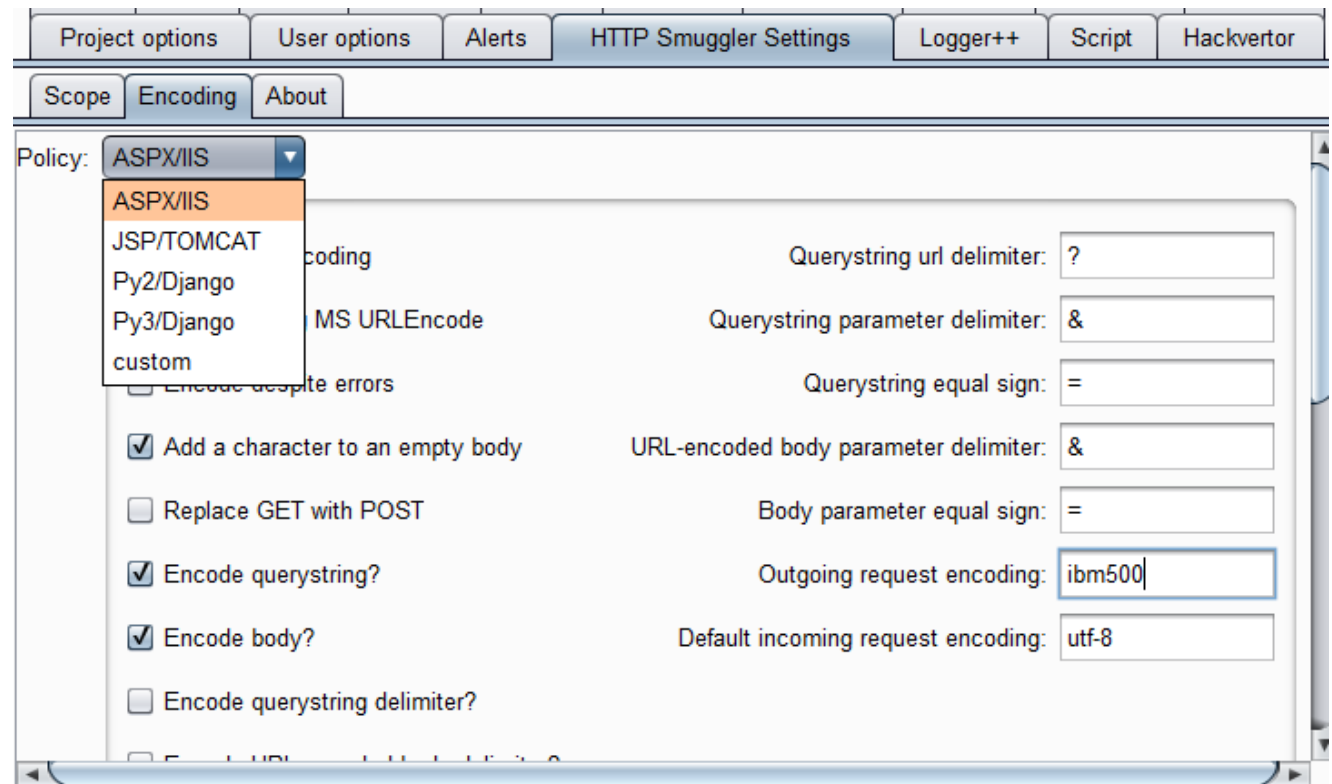 Project options User options Alerts HTTP Smuggler Settings Logger++ Script Hackvertor
Scope Encoding About
Policy: ASPX/IIS
ASPX/IIS
JSP/TOMCAT
Py2/Django
Py3/Django
custom
coding Querystring url delimiter: ?
MS URLEncode Querystring parameter delimiter: &
Encode despite errors Querystring equal sign: =
Add a character to an empty body URL-encoded body parameter delimiter: &
Replace GET with POST Body parameter equal sign: =
Encode querystring? Outgoing request encoding: ibm500
Encode body? Default incoming request encoding: utf-8
Encode querystring delimiter?